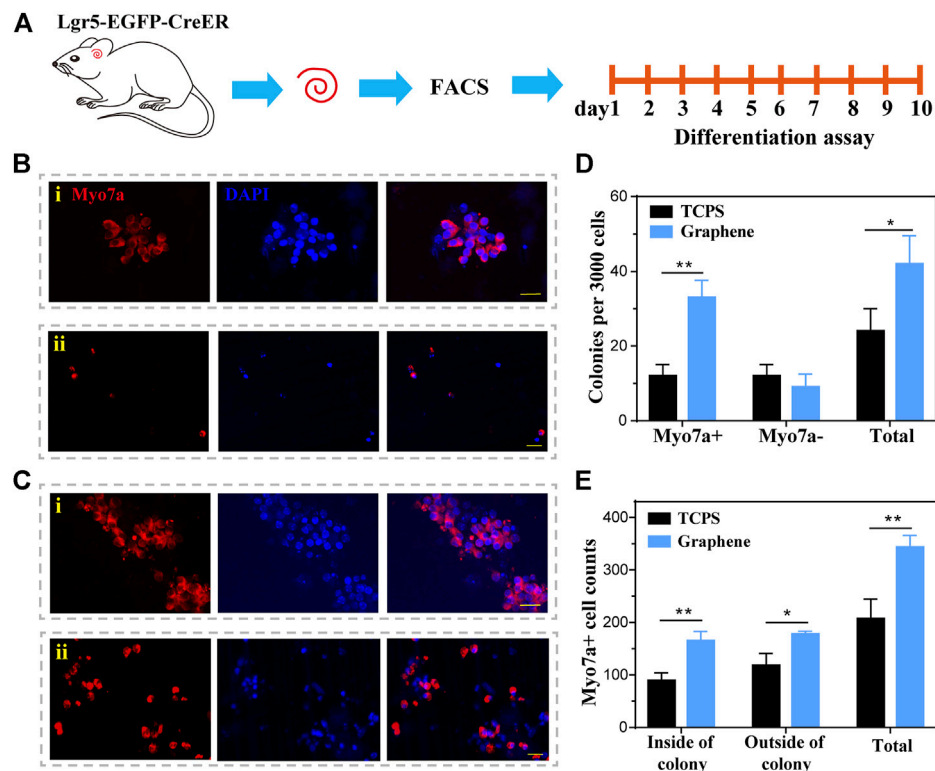 A
Lgr5-EGFP-CreER
FACS
day1 2 3 4 5 6 7 8 9 10
Differentiation assay
B
i Myo7a DAPI
ii
C
i
ii
D
Colonies per 3000 cells
60
40
20
0
TCPS
Graphene
**
*
Myo7a+ Myo7a- Total
E
Myo7a+ cell counts
400
300
200
100
0
TCPS
Graphene
**
*
**
Inside of Outside of Total
colony colony